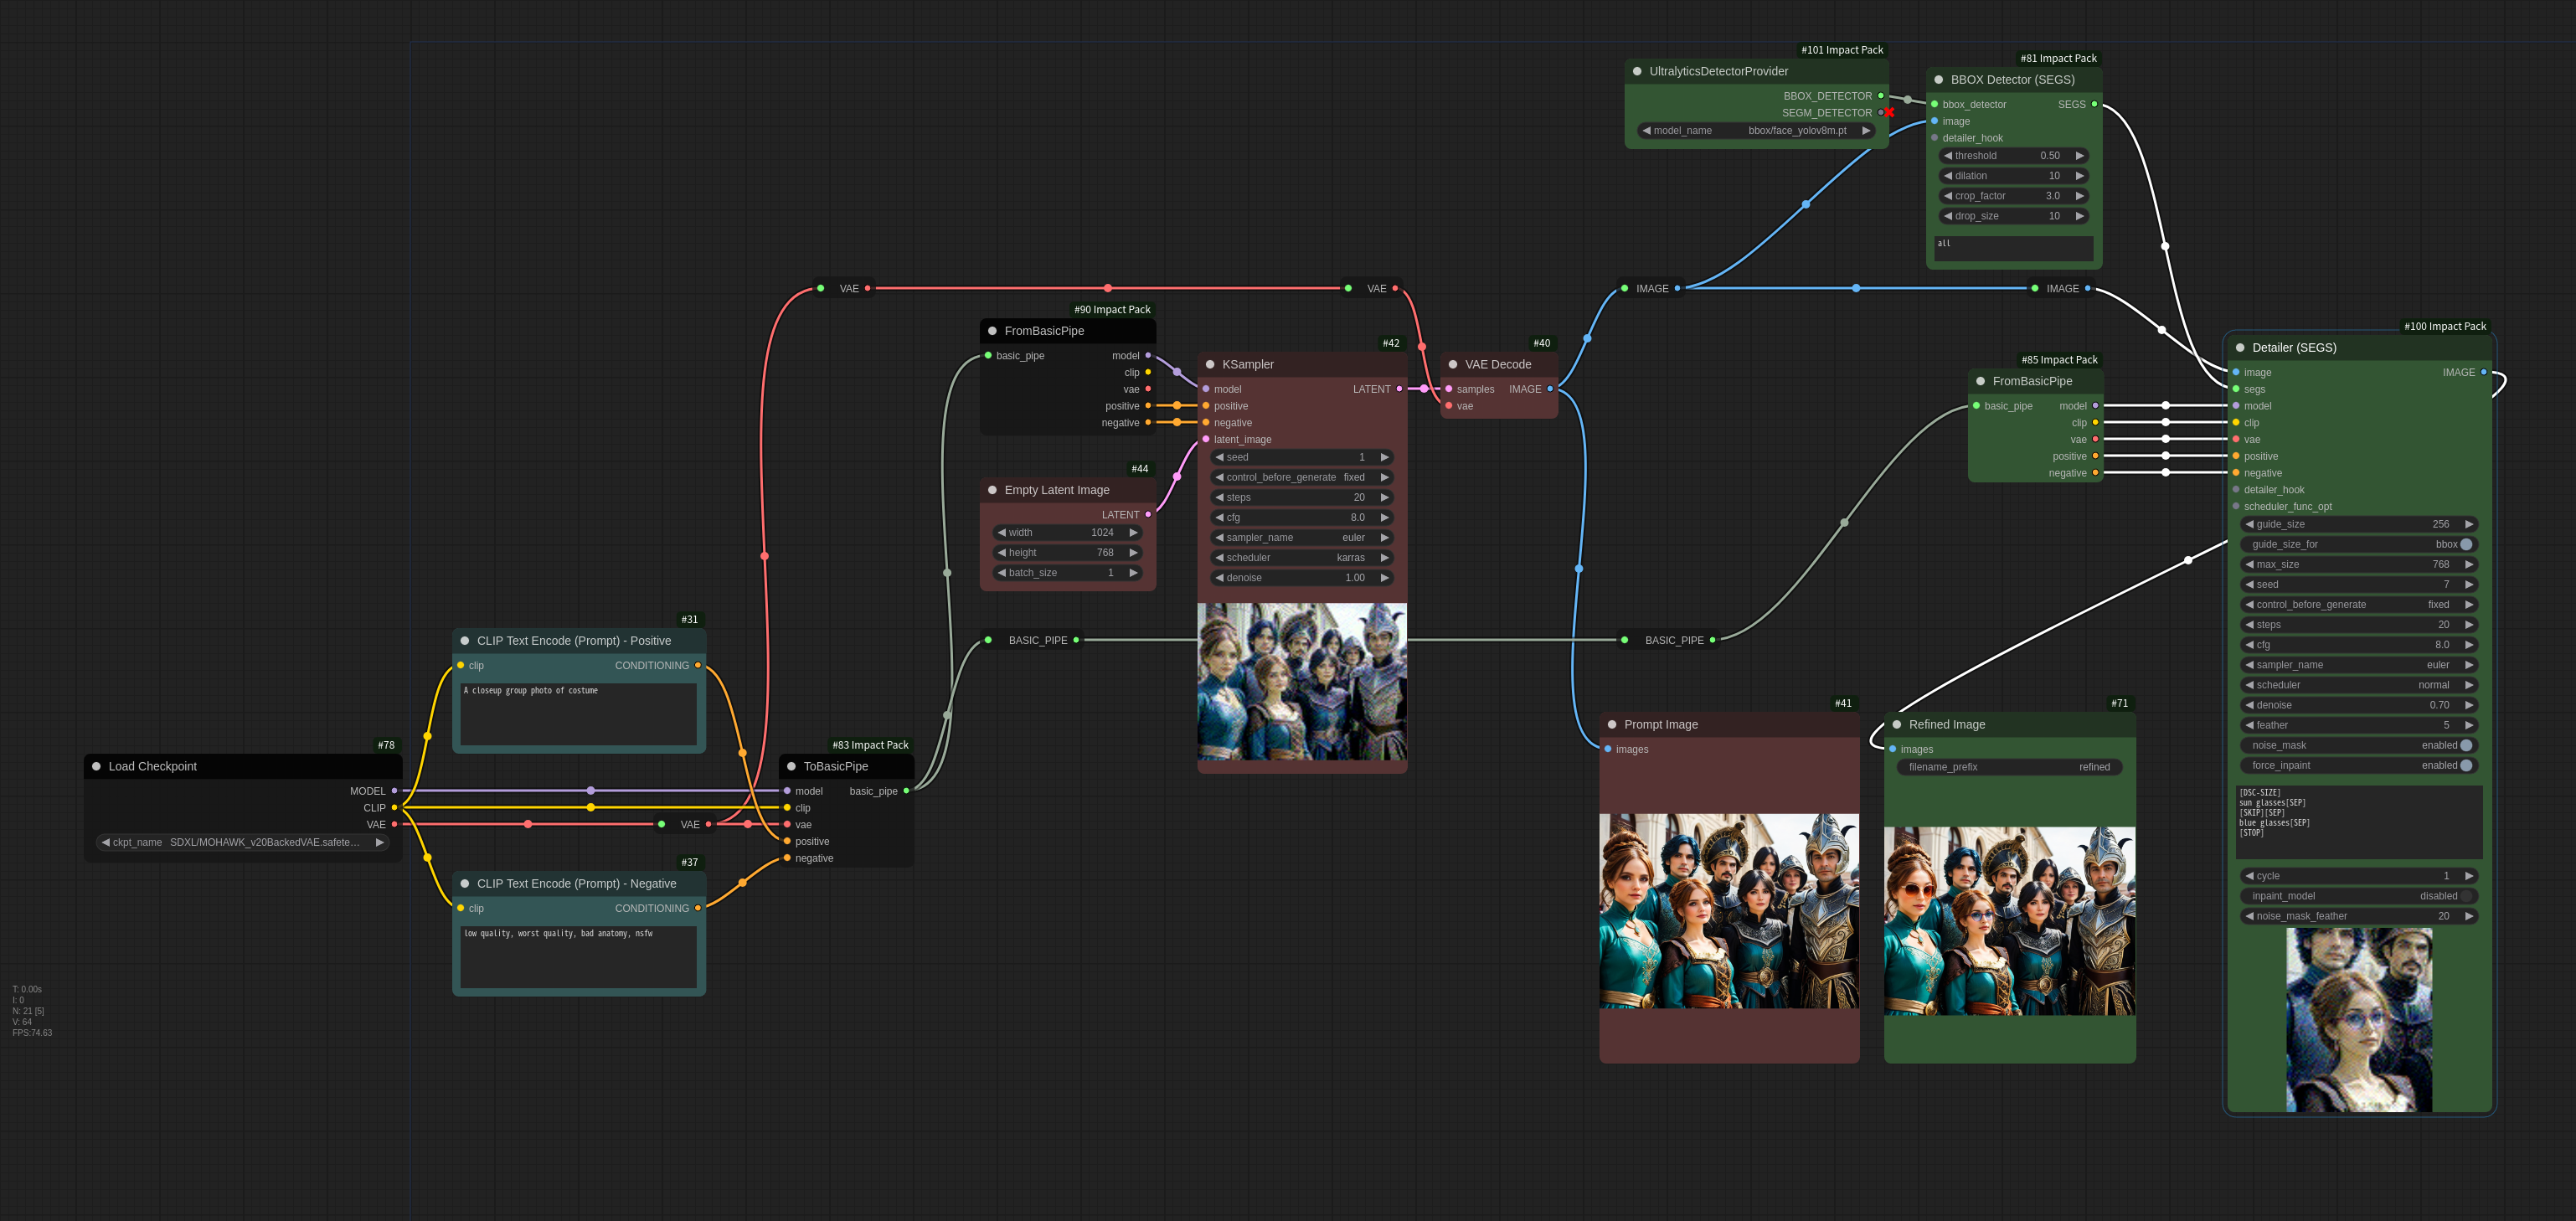 #101 Impact Pack
UltralyticsDetectorProvider
BBOX_DETECTOR
SEGM_DETECTOR
model_name bbox/face_yolov8m.pt
#81 Impact Pack
BBOX Detector (SEGS)
bbox_detector SEGS
image
detailer_hook
threshold 0.50
dilation 10
crop_factor 3.0
drop_size 10
all
VAE
VAE
IMAGE
IMAGE
#90 Impact Pack
FromBasicPipe
basic_pipe model
clip
vae
positive
negative
#42
KSampler
model LATENT
positive
negative
latent_image
seed 1
control_before_generate fixed
steps 20
cfg 8.0
sampler_name euler
scheduler karras
denoise 1.00
#40
VAE Decode
samples IMAGE
vae
#44
Empty Latent Image
LATENT
width 1024
height 768
batch_size 1
#85 Impact Pack
FromBasicPipe
basic_pipe model
clip
vae
positive
negative
#100 Impact Pack
Detailer (SEGS)
image IMAGE
segs
model
clip
vae
positive
negative
detailer_hook
scheduler_func_opt
guide_size 256
guide_size_for bbox
max_size 768
seed 7
control_before_generate fixed
steps 20
cfg 8.0
sampler_name euler
scheduler normal
denoise 0.70
feather 5
noise_mask enabled
force_inpaint enabled
[DSC-SIZE]
sun glasses[SEP]
[SKIP][SEP]
blue glasses[SEP]
[STOP]
cycle 1
inpaint_model disabled
noise_mask_feather 20
BASIC_PIPE
BASIC_PIPE
#31
CLIP Text Encode (Prompt) - Positive
clip CONDITIONING
A closeup group photo of costume
#78
Load Checkpoint
MODEL
CLIP
VAE
ckpt_name SDXL/MOHAWK_v20BackedVAE.safete…
VAE
#83 Impact Pack
ToBasicPipe
model basic_pipe
clip
vae
positive
negative
#37
CLIP Text Encode (Prompt) - Negative
clip CONDITIONING
low quality, worst quality, bad anatomy, nsfw
#41
Prompt Image
images
#71
Refined Image
images
filename_prefix refined
T: 0.00s
I: 0
N: 21 [5]
V: 64
FPS:74.63